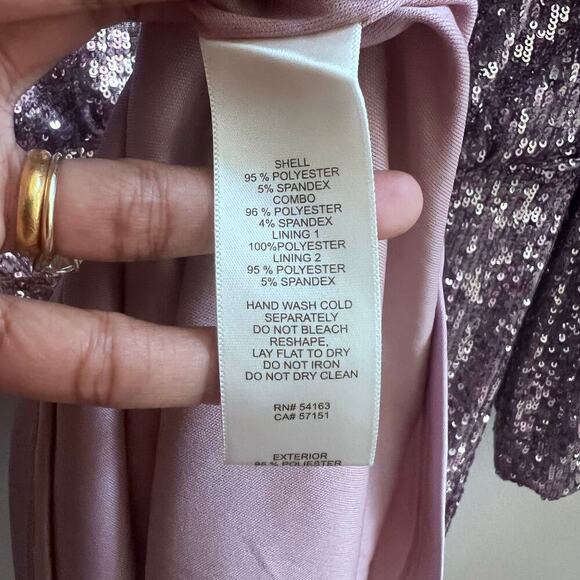 SHELL
95 % POLYESTER
5% SPANDEX
COMBO
96 % POLYESTER
4% SPANDEX
LINING 1
100%POLYESTER
LINING 2
95 % POLYESTER
5% SPANDEX
HAND WASH COLD
SEPARATELY
DO NOT BLEACH
RESHAPE,
LAY FLAT TO DRY
DO NOT IRON
DO NOT DRY CLEAN
RN# 54163
CA# 57151
EXTERIOR
% POLIESTER